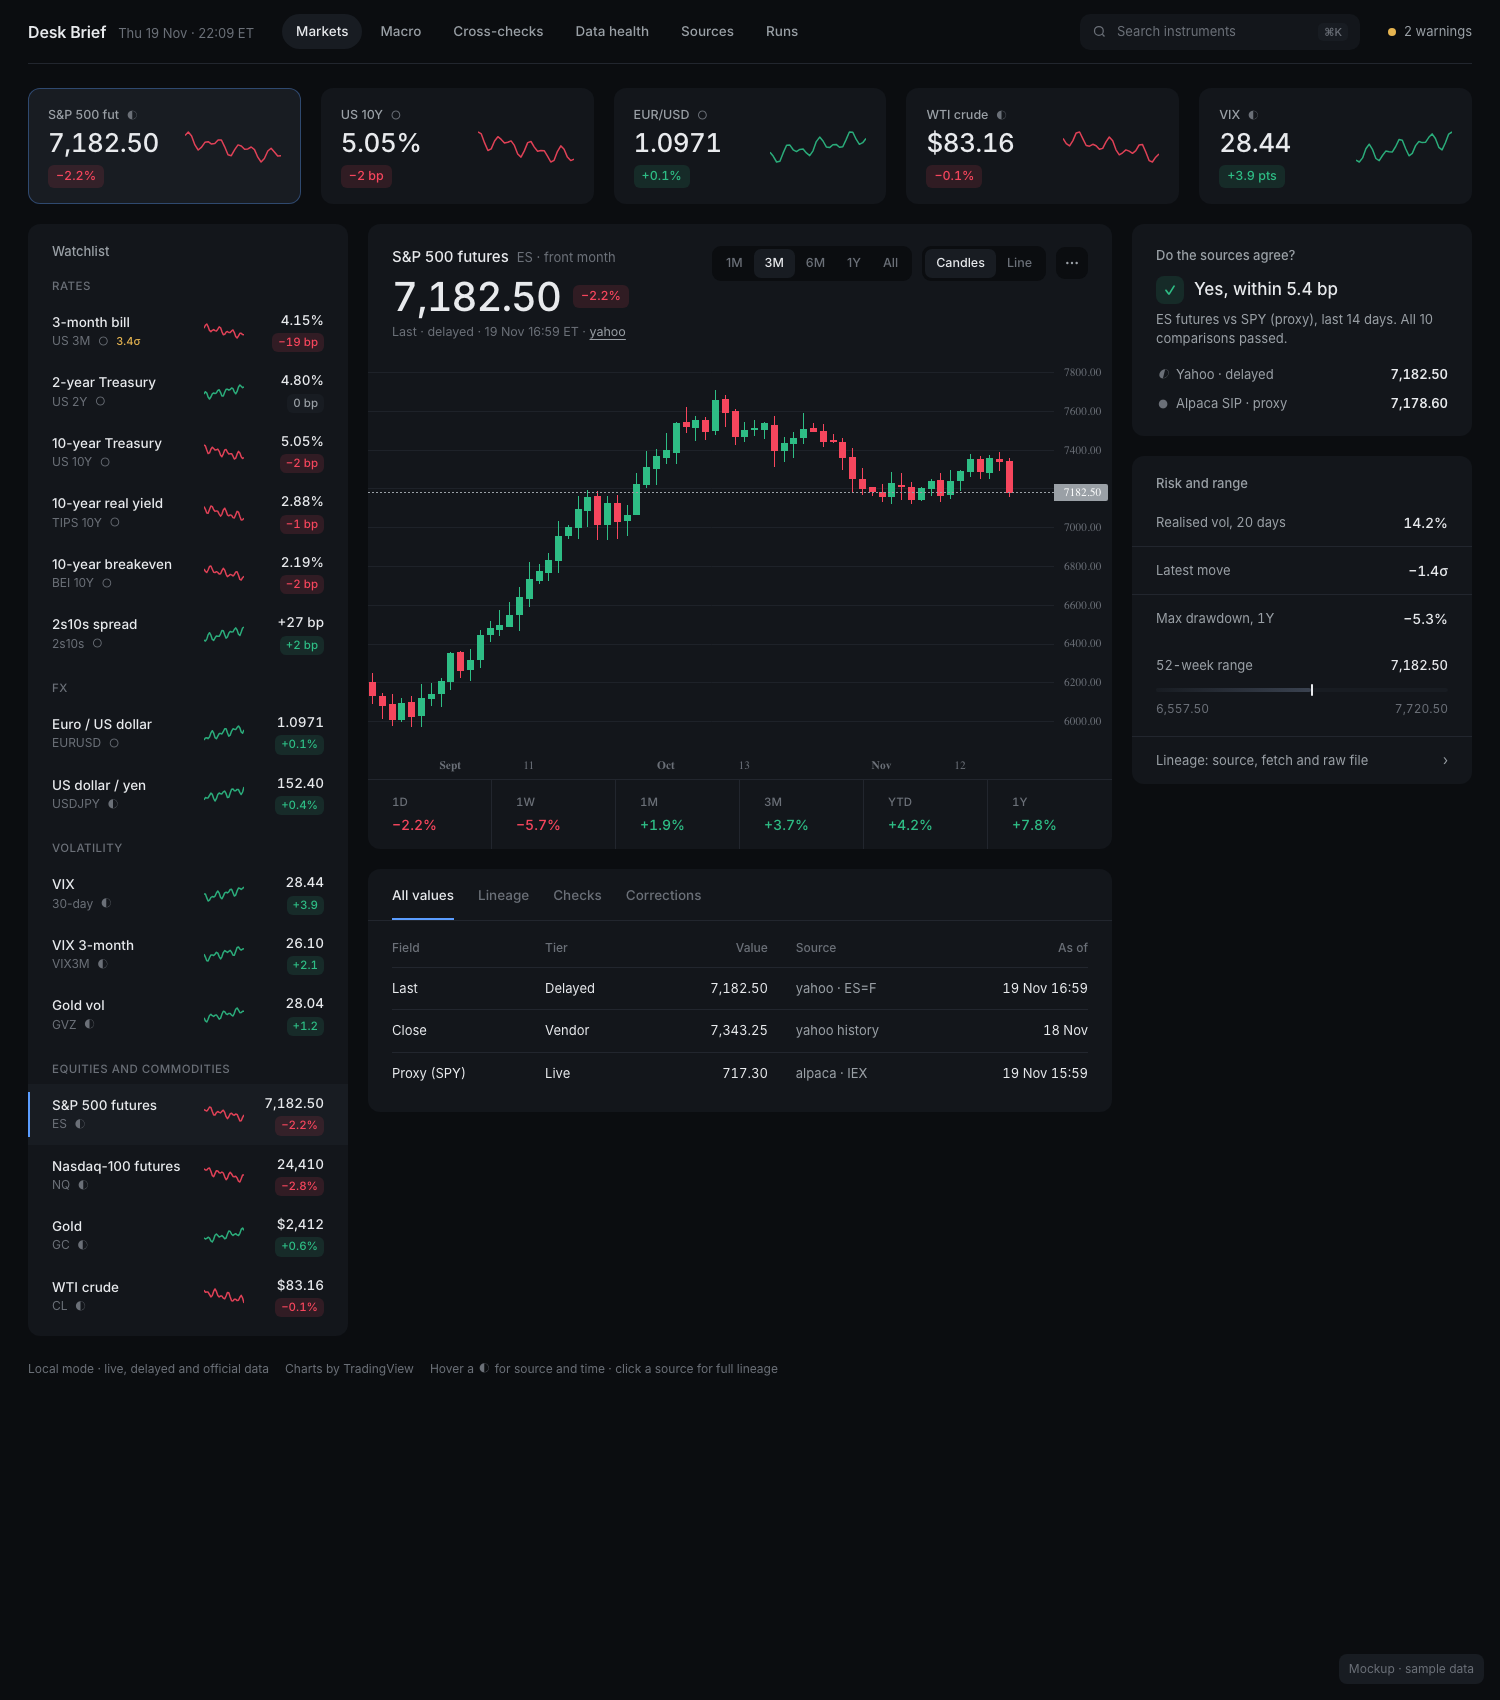 Desk Brief Thu 19 Nov · 22:09 ET Markets Macro Cross-checks Data health Sources Runs Search instruments ⌘K 2 warnings
S&P 500 fut
7,182.50
−2.2%
US 10Y
5.05%
−2 bp
EUR/USD
1.0971
+0.1%
WTI crude
$83.16
−0.1%
VIX
28.44
+3.9 pts
Watchlist
RATES
3-month bill 4.15%
US 3M 3.4σ −19 bp
2-year Treasury 4.80%
US 2Y 0 bp
10-year Treasury 5.05%
US 10Y −2 bp
10-year real yield 2.88%
TIPS 10Y −1 bp
10-year breakeven 2.19%
BEI 10Y −2 bp
2s10s spread +27 bp
2s10s +2 bp
FX
Euro / US dollar 1.0971
EURUSD +0.1%
US dollar / yen 152.40
USDJPY +0.4%
VOLATILITY
VIX 28.44
30-day +3.9
VIX 3-month 26.10
VIX3M +2.1
Gold vol 28.04
GVZ +1.2
EQUITIES AND COMMODITIES
S&P 500 futures 7,182.50
ES −2.2%
Nasdaq-100 futures 24,410
NQ −2.8%
Gold $2,412
GC +0.6%
WTI crude $83.16
CL −0.1%
S&P 500 futures ES · front month
1M 3M 6M 1Y All Candles Line ···
7,182.50 −2.2%
Last · delayed · 19 Nov 16:59 ET · yahoo
7800.00
7600.00
7400.00
7182.50
7000.00
6800.00
6600.00
6400.00
6200.00
6000.00
Sept 11 Oct 13 Nov 12
1D 1W 1M 3M YTD 1Y
−2.2% −5.7% +1.9% +3.7% +4.2% +7.8%
All values Lineage Checks Corrections
Field Tier Value Source As of
Last Delayed 7,182.50 yahoo · ES=F 19 Nov 16:59
Close Vendor 7,343.25 yahoo history 18 Nov
Proxy (SPY) Live 717.30 alpaca · IEX 19 Nov 15:59
Do the sources agree?
Yes, within 5.4 bp
ES futures vs SPY (proxy), last 14 days. All 10
comparisons passed.
Yahoo · delayed 7,182.50
Alpaca SIP · proxy 7,178.60
Risk and range
Realised vol, 20 days 14.2%
Latest move −1.4σ
Max drawdown, 1Y −5.3%
52-week range 7,182.50
6,557.50 7,720.50
Lineage: source, fetch and raw file ›
Local mode · live, delayed and official data Charts by TradingView Hover a for source and time · click a source for full lineage
Mockup · sample data